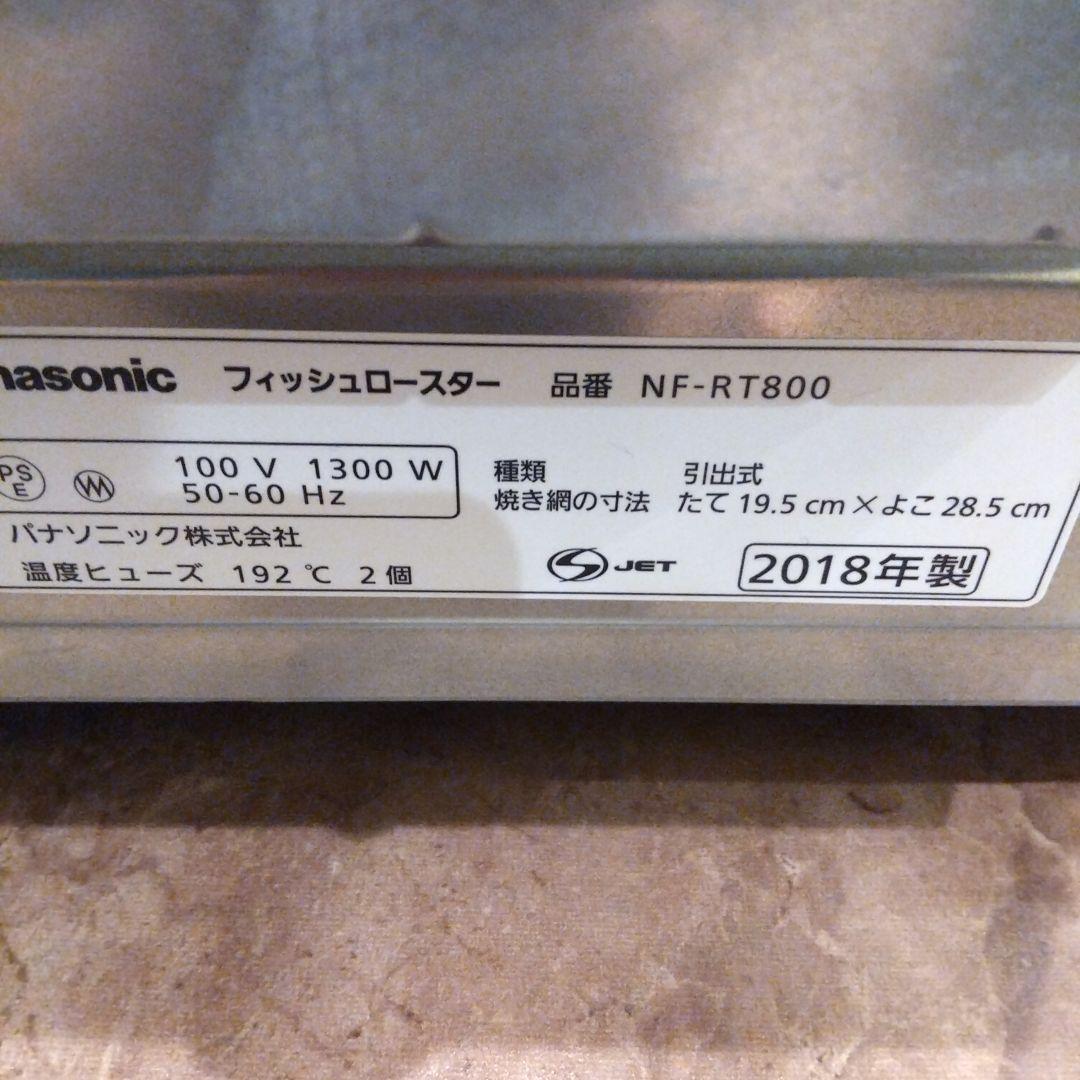 nasonic フィッシュロースター 品番 NF-RT800
PS E 100 V 1300 W
50-60 Hz
種類 引出式
焼き網の寸法 たて 19.5 cm×よこ 28.5 cm
パナソニック株式会社
温度ヒューズ 192 ℃ 2 個
S JET 2018年製